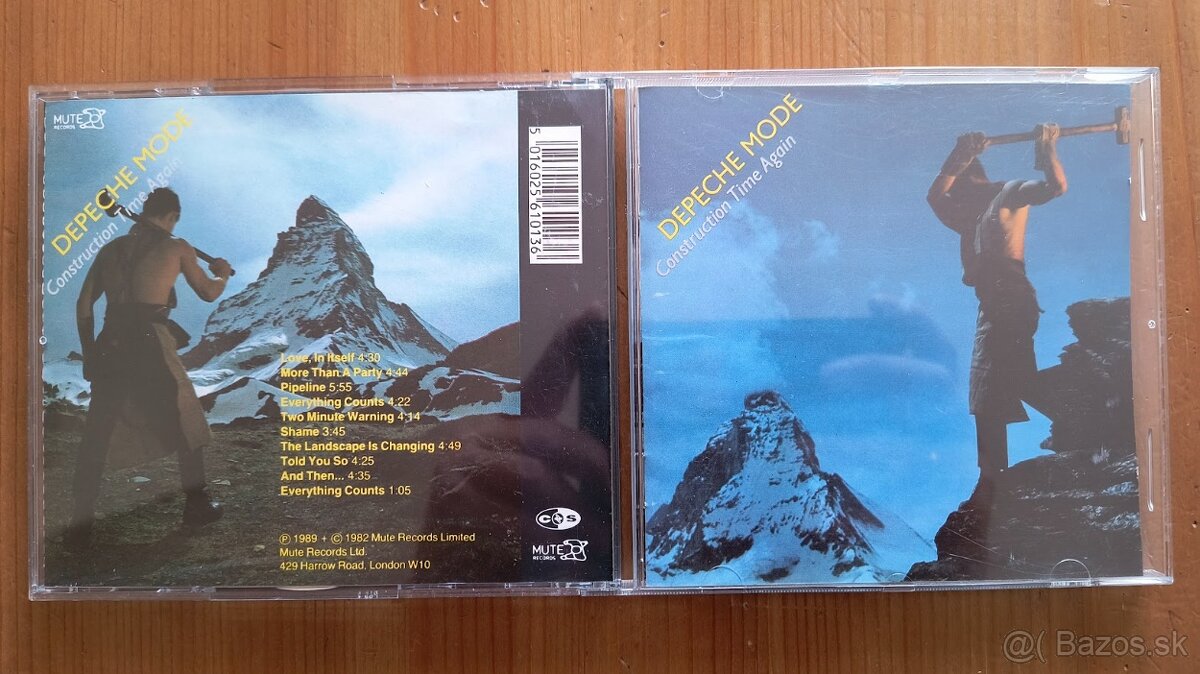 MUTE
RECORDS
DEPECHE MODE
Construction Time Again
5 016025 610136
Love, In Itself 4:30
More Than A Party 4:44
Pipeline 5:55
Everything Counts 4:22
Two Minute Warning 4:14
Shame 3:45
The Landscape Is Changing 4:49
Told You So 4:25
And Then... 4:35
Everything Counts 1:05
℗ 1989 + © 1982 Mute Records Limited
Mute Records Ltd.
429 Harrow Road, London W10
COS
MUTE
RECORDS
DEPECHE MODE
Construction Time Again
@( Bazos.sk